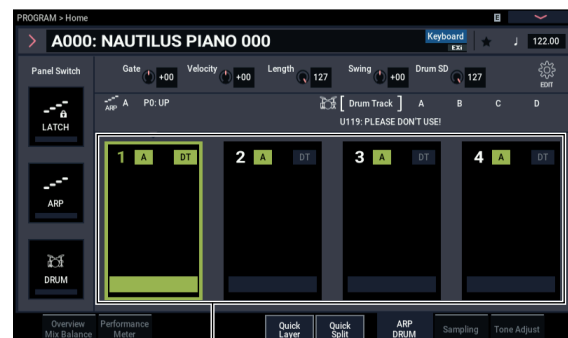 PROGRAM > Home
E
A000: NAUTILUS PIANO 000
Keyboard
EXi
♩ 122.00
Panel Switch
Gate +00 Velocity +00 Length 127 Swing +00 Drum SD 127
EDIT
LATCH
ARP A P0: UP
[ Drum Track ] A B C D
U119: PLEASE DON'T USE!
1 A DT 2 A DT 3 A DT 4 A DT
ARP
DRUM
Overview Mix Balance
Performance Meter
Quick Layer
Quick Split
ARP DRUM
Sampling
Tone Adjust